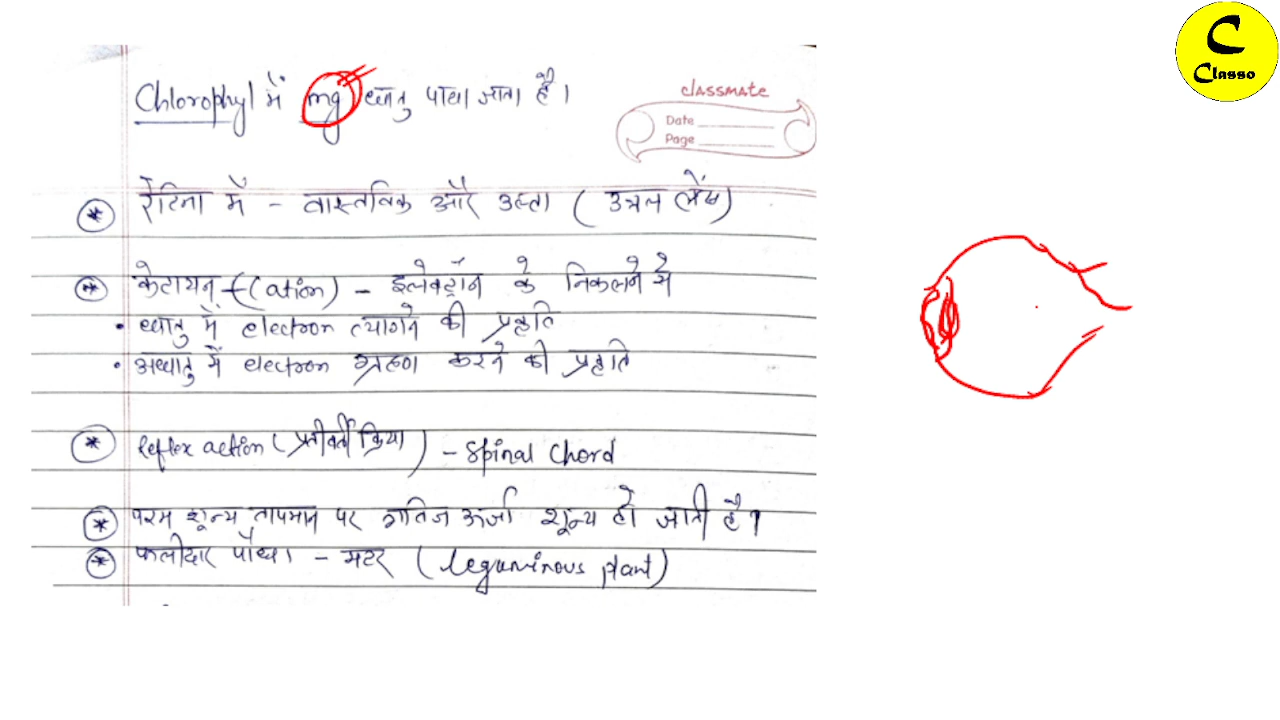 Chlorophyl में mg धातु पाया जाता है।
classmate
Date
Page
रेटिना में - वास्तविक और उल्टा ( उत्तल लेंस )
केटायन + (ation) - इलेक्ट्रॉन के निकलने से
• धातु में electron त्यागने की प्रवृति
• अधातु में electron ग्रहण करने की प्रवृति
Reflex action ( प्रतीवर्ती क्रिया ) - Spinal Chord
परम शून्य तापमान पर गतिज ऊर्जा शून्य हो जाती है।
फलीदार पौधा - मटर ( leguminous plant )
C
Classo